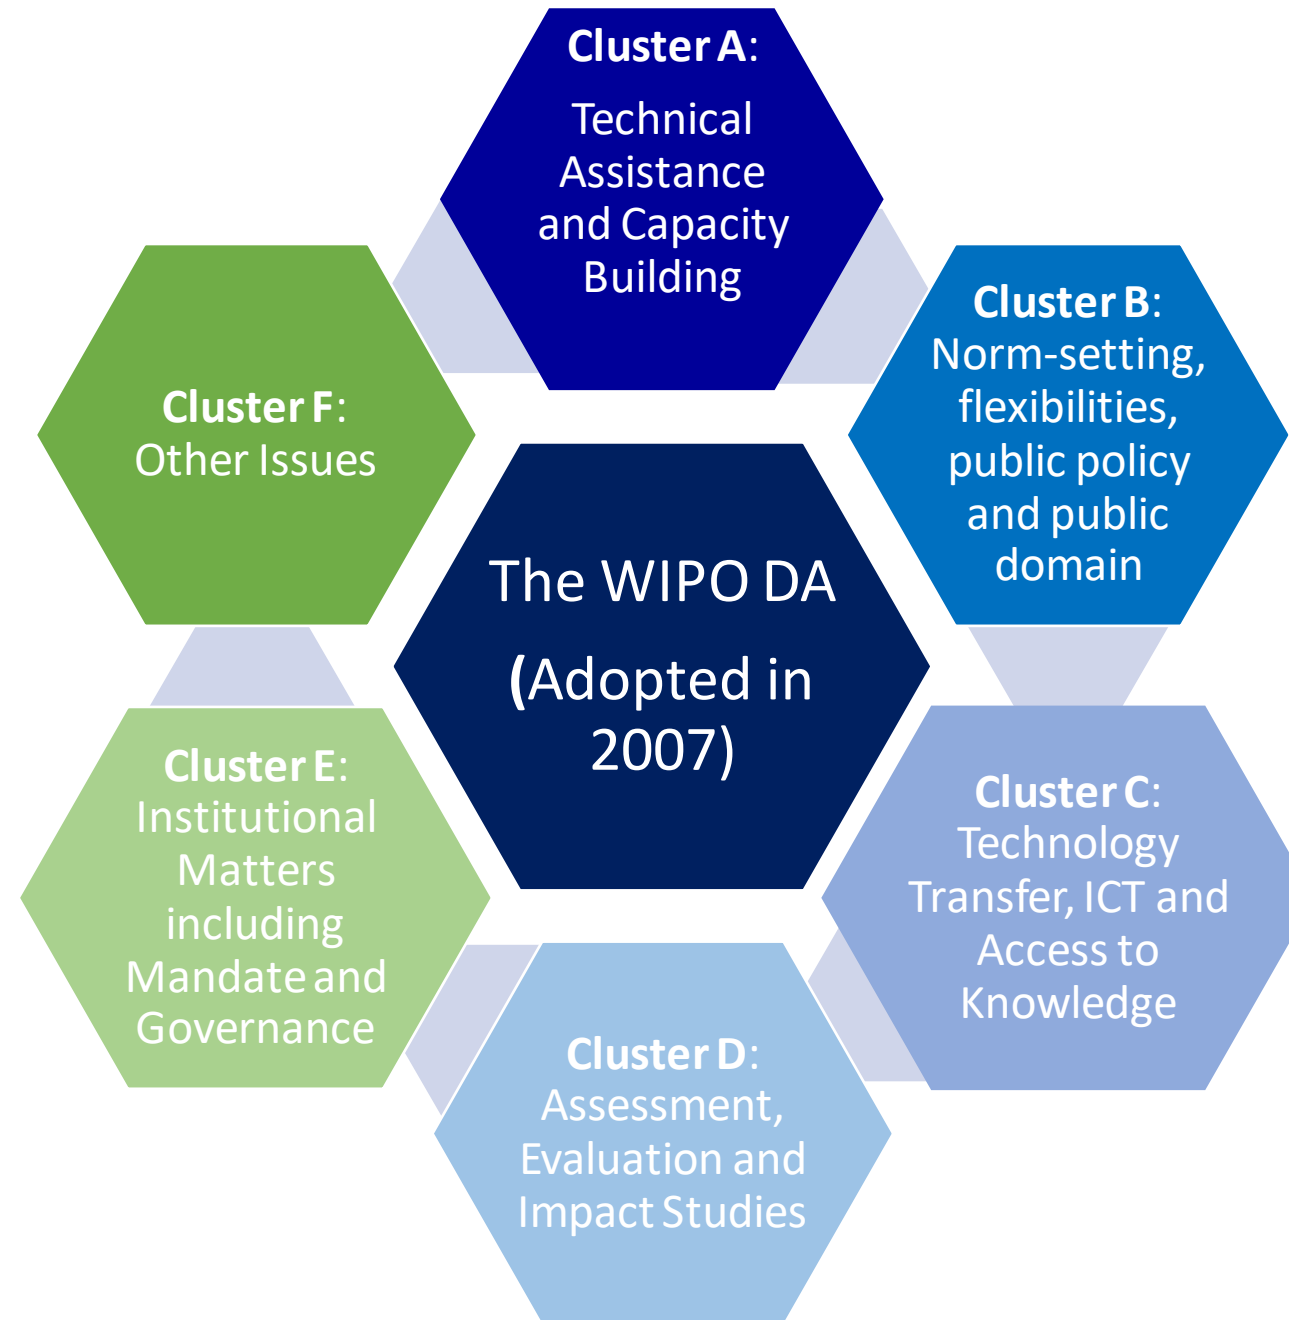 Cluster A:
Technical
Assistance
and Capacity
Building
Cluster B:
Norm-setting,
flexibilities,
public policy
and public
domain
Cluster F:
Other Issues
The WIPO DA
(Adopted in
2007)
Cluster C:
Technology
Transfer, ICT and
Access to
Knowledge
Cluster E:
Institutional
Matters
including
Mandate and
Governance
Cluster D:
Assessment,
Evaluation and
Impact Studies